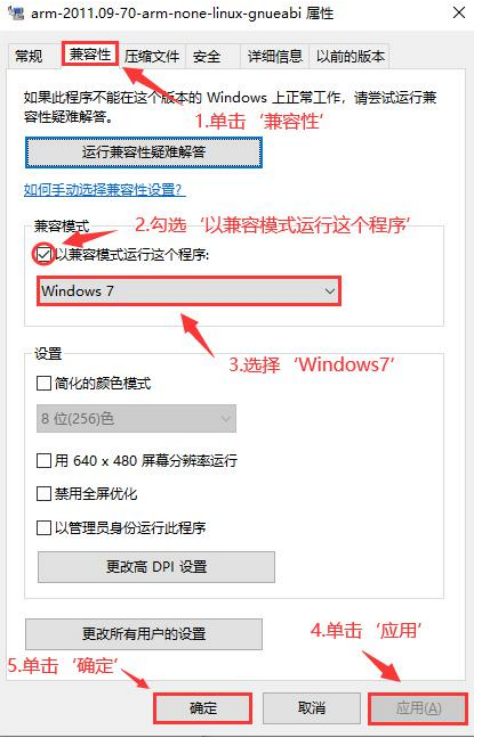 arm-2011.09-70-arm-none-linux-gnueabi 属性
常规 兼容性 压缩文件 安全 详细信息 以前的版本
如果此程序不能在这个版本的 Windows 上正常工作，请尝试运行兼
容性疑难解答。
1.单击‘兼容性’
运行兼容性疑难解答
如何手动选择兼容性设置?
兼容模式
2.勾选‘以兼容模式运行这个程序’
以兼容模式运行这个程序:
Windows 7
3.选择‘Windows7’
设置
简化的颜色模式
8 位(256)色
用 640 x 480 屏幕分辨率运行
禁用全屏优化
以管理员身份运行此程序
更改高 DPI 设置
更改所有用户的设置
4.单击‘应用’
5.单击‘确定’
确定 取消 应用(A)